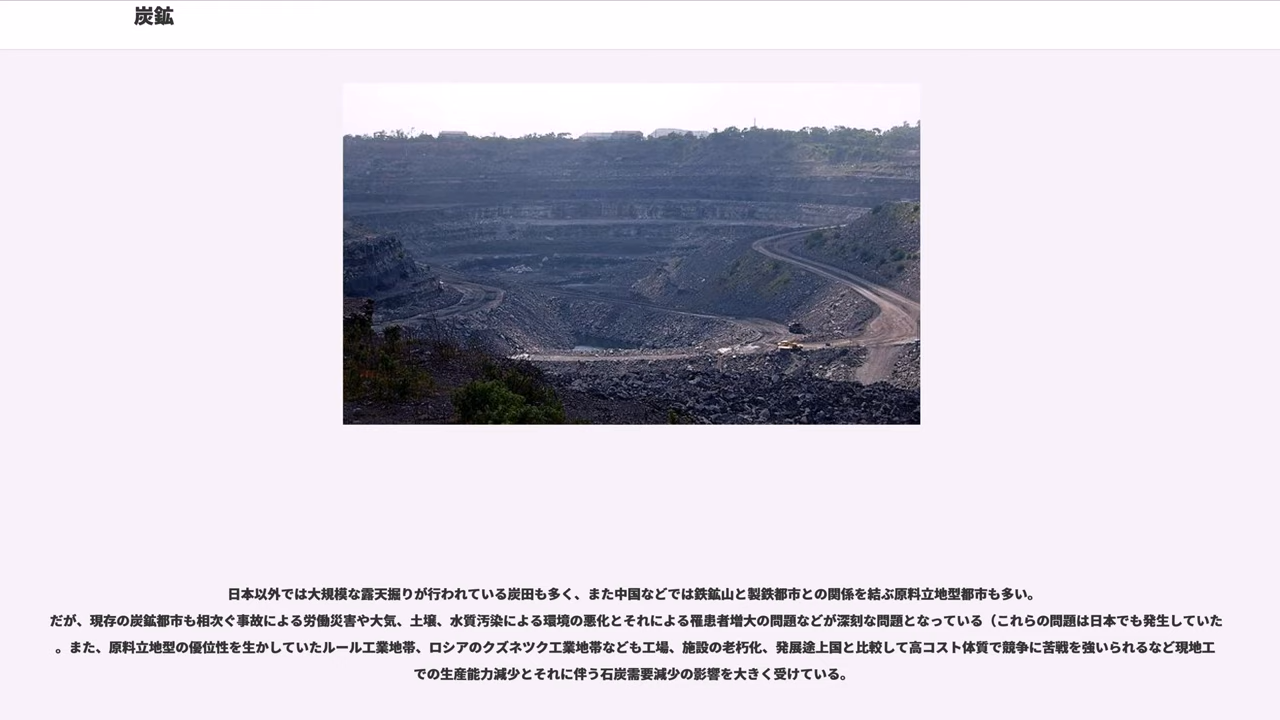 炭鉱
日本以外では大規模な露天掘りが行われている炭田も多く、また中国などでは鉄鉱山と製鉄都市との関係を結ぶ原料立地型都市も多い。
だが、現存の炭鉱都市も相次ぐ事故による労働災害や大気、土壌、水質汚染による環境の悪化とそれによる罹患者増大の問題などが深刻な問題となっている（これらの問題は日本でも発生していた
。また、原料立地型の優位性を生かしていたルール工業地帯、ロシアのクズネツク工業地帯なども工場、施設の老朽化、発展途上国と比較して高コスト体質で競争に苦戦を強いられるなど現地工
での生産能力減少とそれに伴う石炭需要減少の影響を大きく受けている。